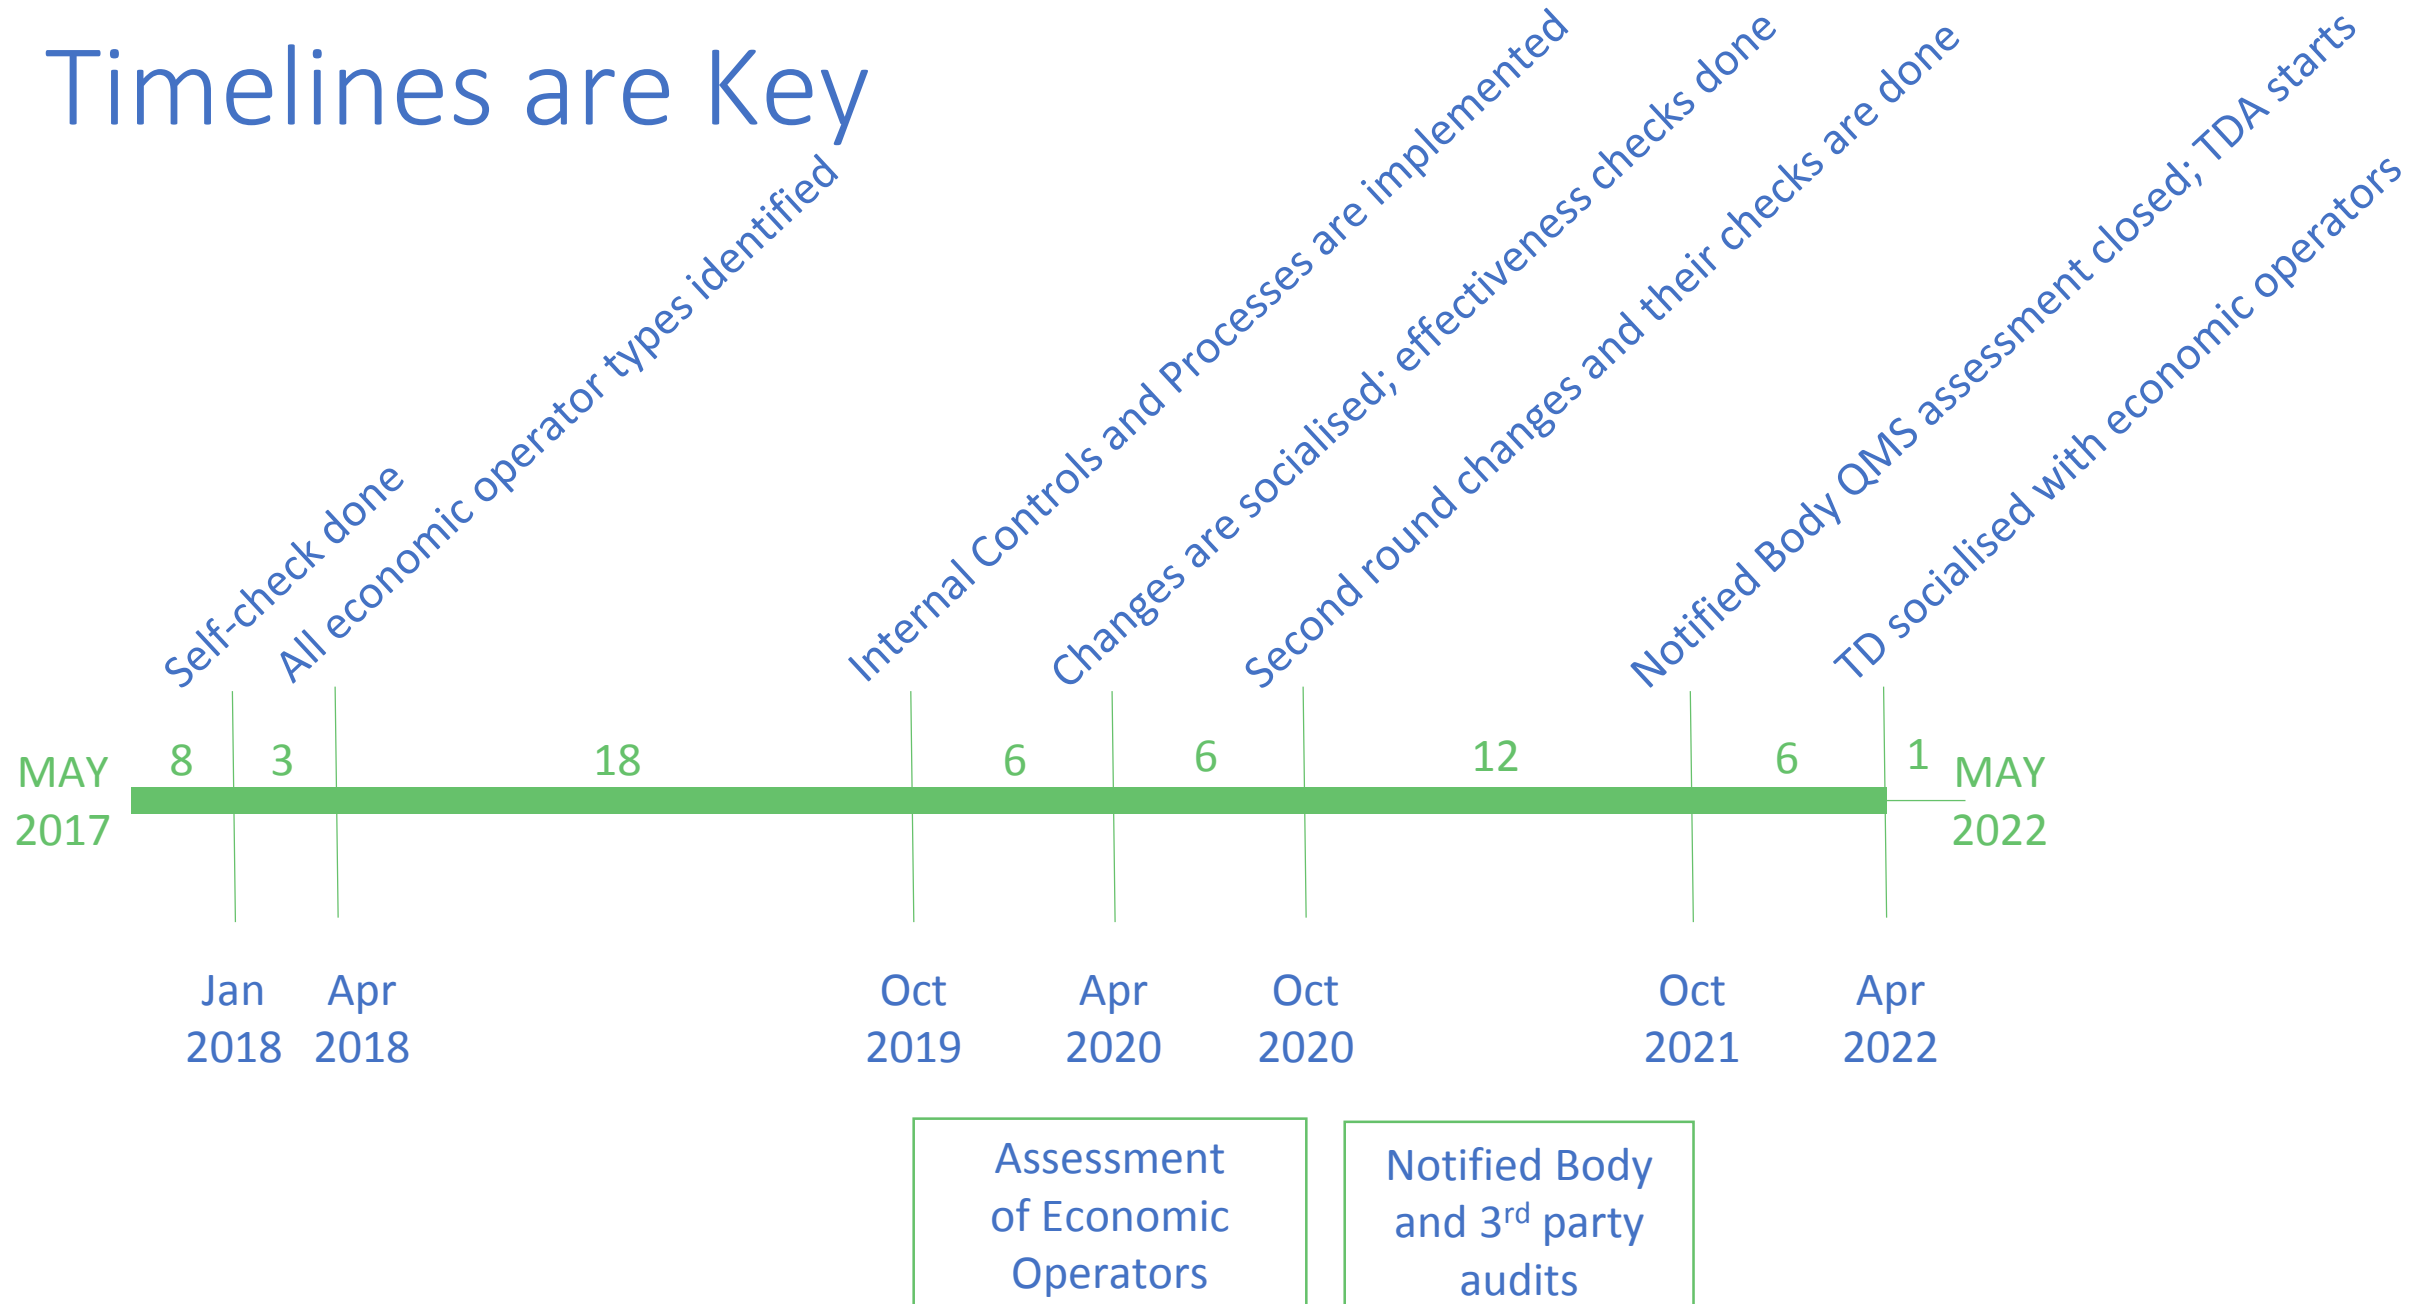 Timelines are Key
Self-check done
All economic operator types identified
Internal Controls and Processes are implemented
Changes are socialised; effectiveness checks done
Second round changes and their checks are done
Notified Body QMS assessment closed; TDA starts
TD socialised with economic operators
MAY
2017
8
3
18
6
6
12
6
1
MAY
2022
Jan
2018
Apr
2018
Oct
2019
Apr
2020
Oct
2020
Oct
2021
Apr
2022
Assessment
of Economic
Operators
Notified Body
and 3rd party
audits